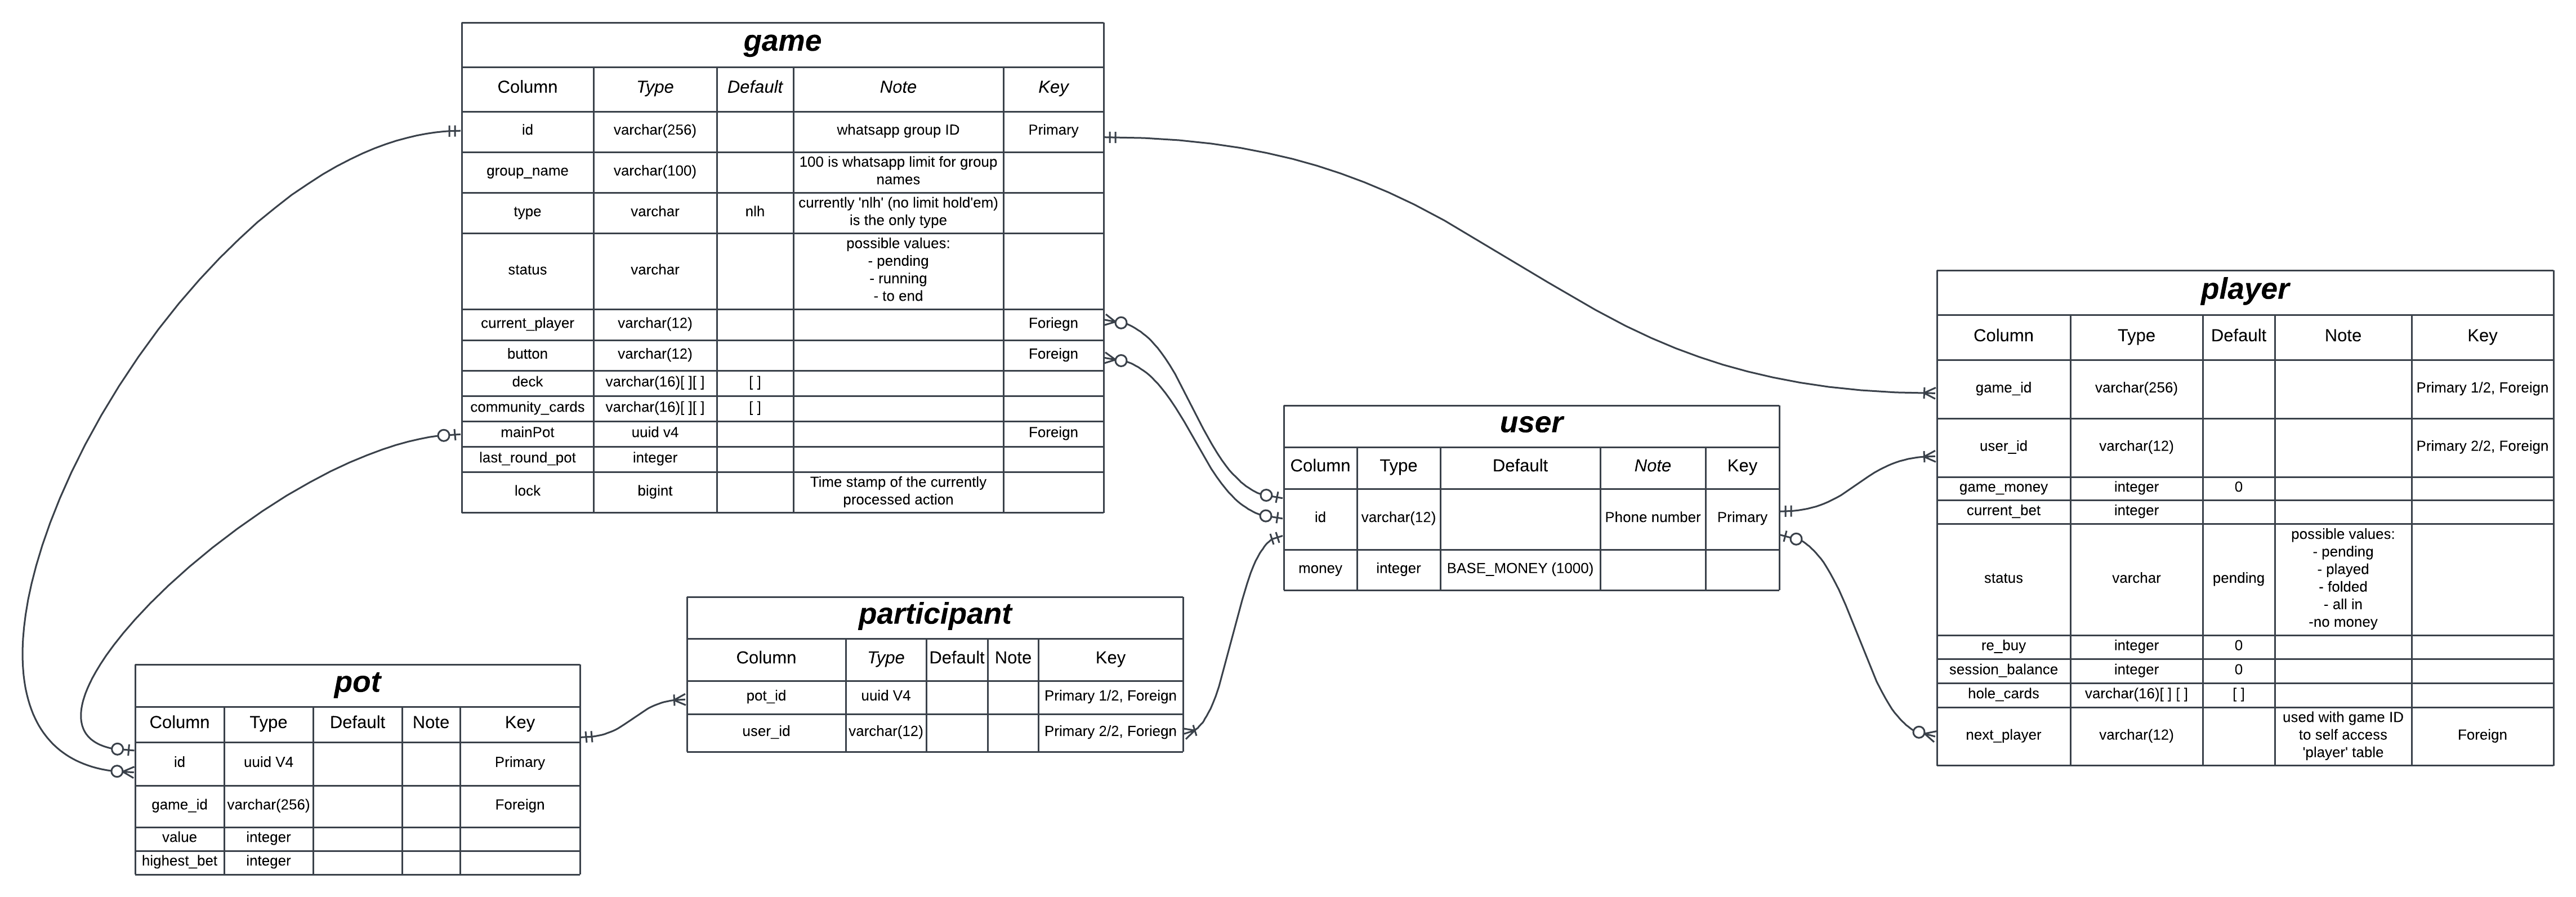 game
Column Type Default Note Key
id varchar(256) whatsapp group ID Primary
group_name varchar(100) 100 is whatsapp limit for group
names
type varchar nlh currently 'nlh' (no limit hold'em)
is the only type
status varchar possible values:
- pending
- running
- to end
current_player varchar(12) Foriegn
button varchar(12) Foreign
deck varchar(16)[ ][ ] [ ]
community_cards varchar(16)[ ][ ] [ ]
mainPot uuid v4 Foreign
last_round_pot integer
lock bigint Time stamp of the currently
processed action
player
Column Type Default Note Key
game_id varchar(256) Primary 1/2, Foreign
user_id varchar(12) Primary 2/2, Foreign
game_money integer 0
current_bet integer
status varchar pending possible values:
- pending
- played
- folded
- all in
-no money
re_buy integer 0
session_balance integer 0
hole_cards varchar(16)[ ] [ ] [ ]
next_player varchar(12) used with game ID
to self access
'player' table
Foreign
user
Column Type Default Note Key
id varchar(12) Phone number Primary
money integer BASE_MONEY (1000)
participant
Column Type Default Note Key
pot_id uuid V4 Primary 1/2, Foreign
user_id varchar(12) Primary 2/2, Foriegn
pot
Column Type Default Note Key
id uuid V4 Primary
game_id varchar(256) Foreign
value integer
highest_bet integer